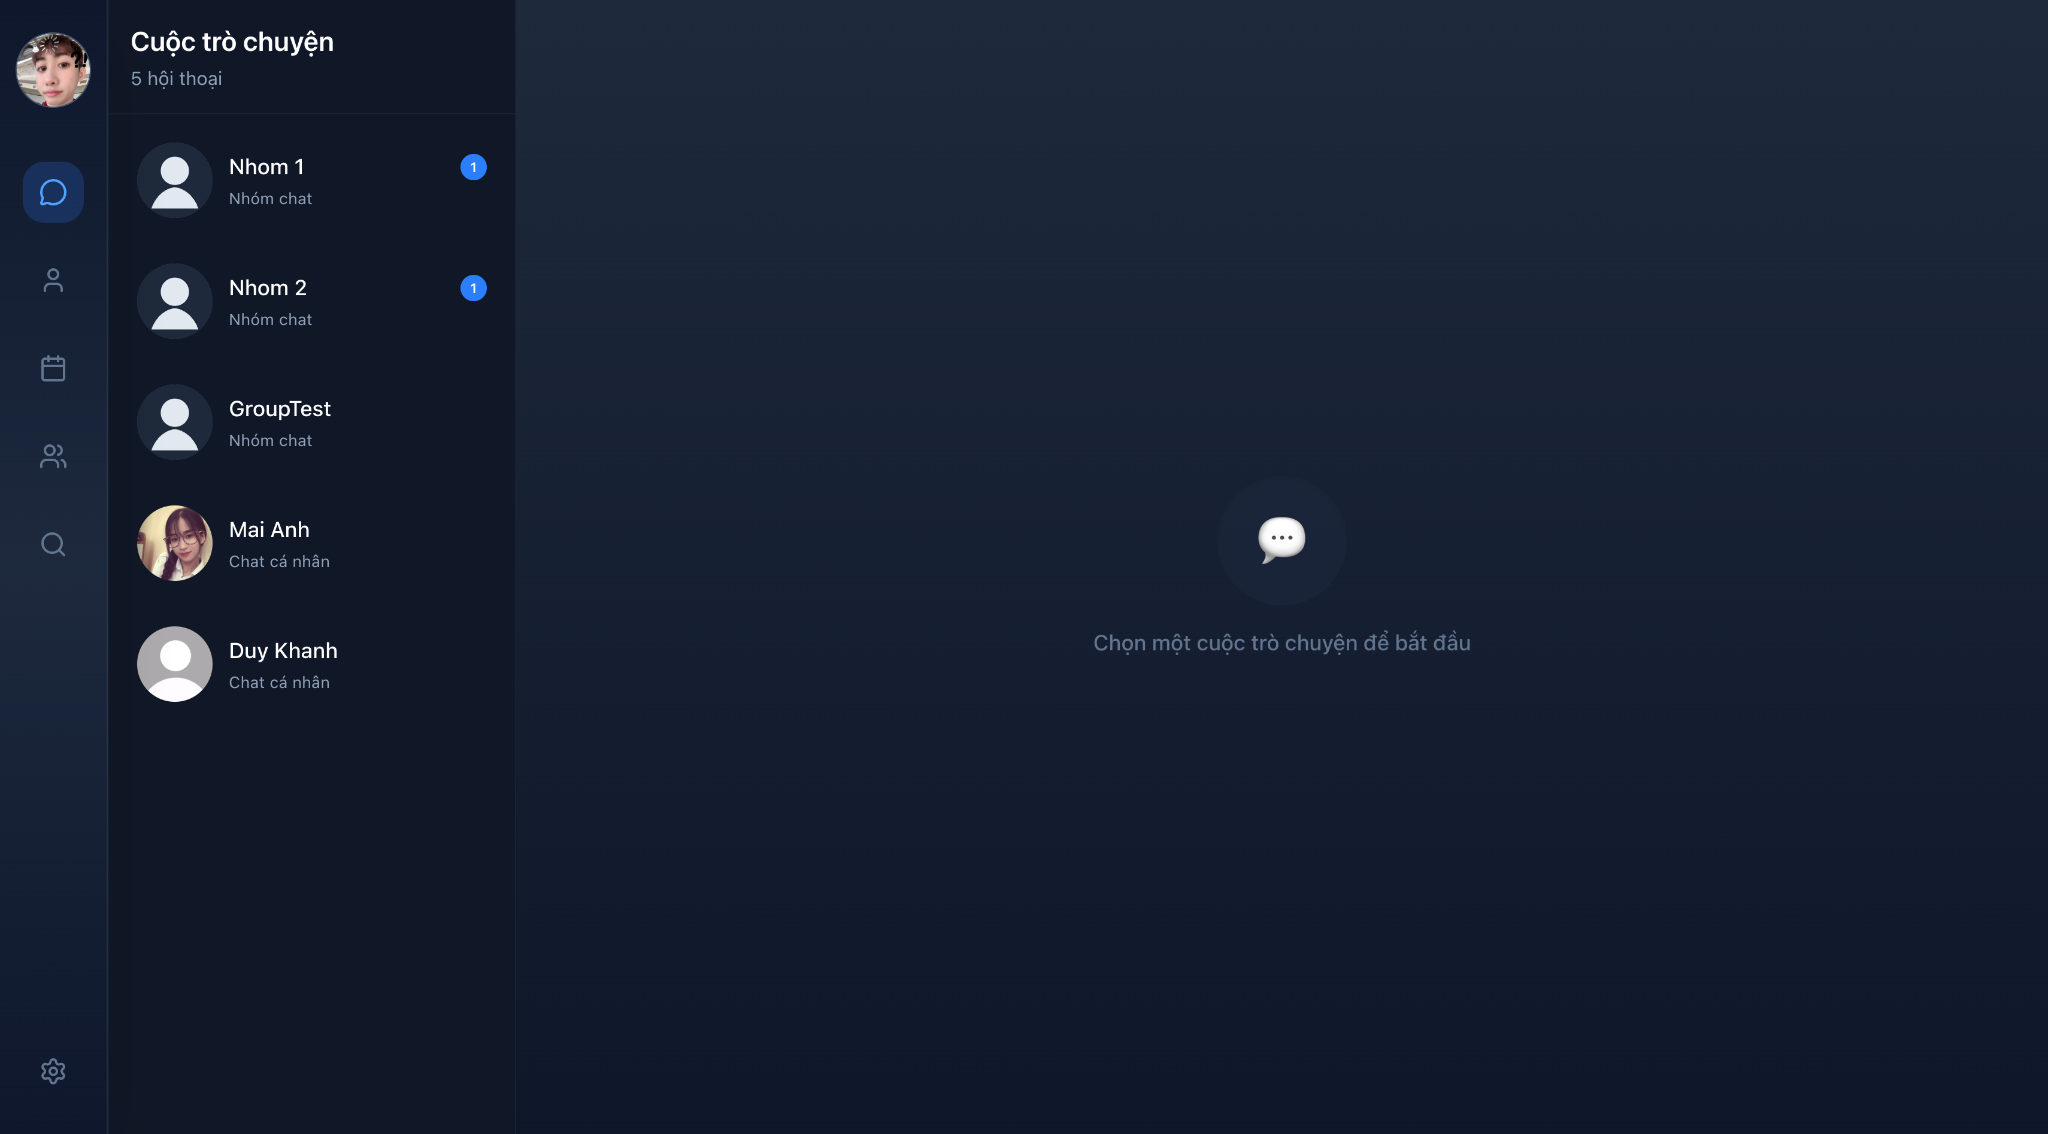 Cuộc trò chuyện
5 hội thoại
Nhom 1
1
Nhóm chat
Nhom 2
1
Nhóm chat
GroupTest
Nhóm chat
Mai Anh
Chat cá nhân
Duy Khanh
Chat cá nhân
Chọn một cuộc trò chuyện để bắt đầu